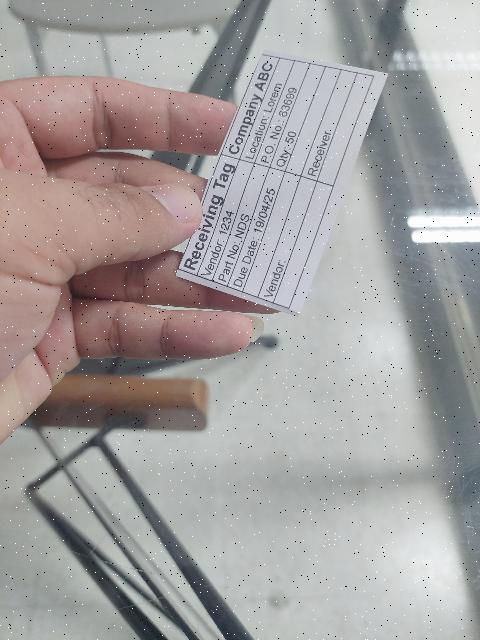 Receiving Tag Company ABC
Vendor: 1234 Location: Lorem
Part No.: NDS P.O. No.: 83699
Due Date: 19/04/25 Qty: 50
Vendor: Receiver: